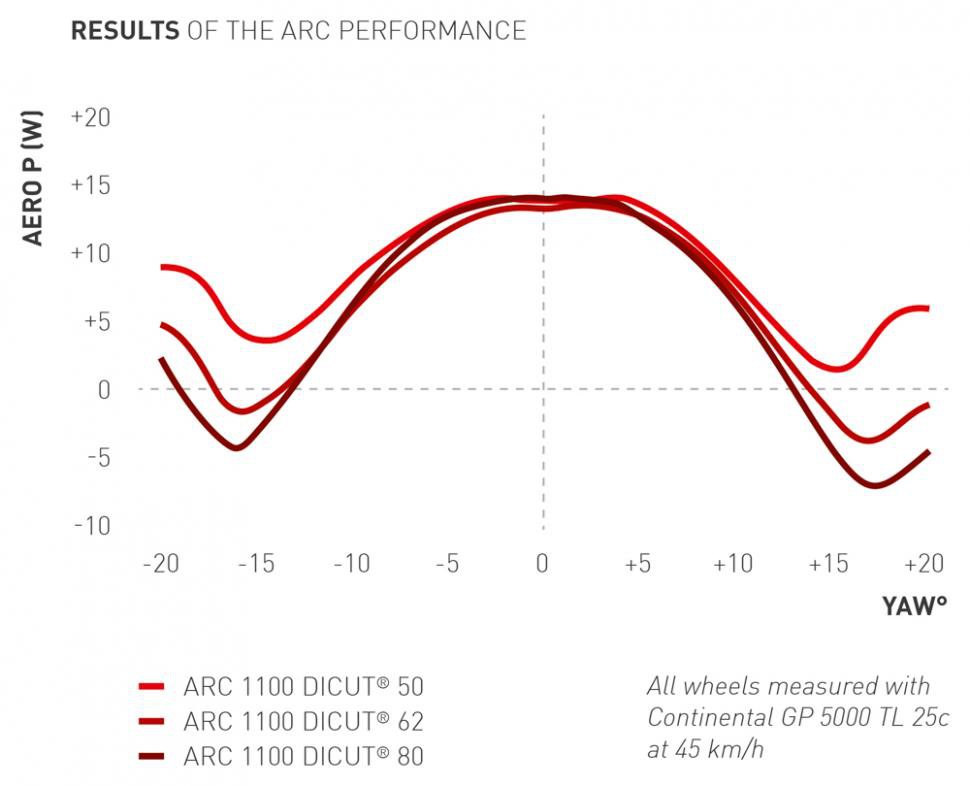 RESULTS OF THE ARC PERFORMANCE
AERO P (W)
+20
+15
+10
+5
0
-5
-10
-20 -15 -10 -5 0 +5 +10 +15 +20
YAW°
ARC 1100 DICUT® 50
ARC 1100 DICUT® 62
ARC 1100 DICUT® 80
All wheels measured with
Continental GP 5000 TL 25c
at 45 km/h